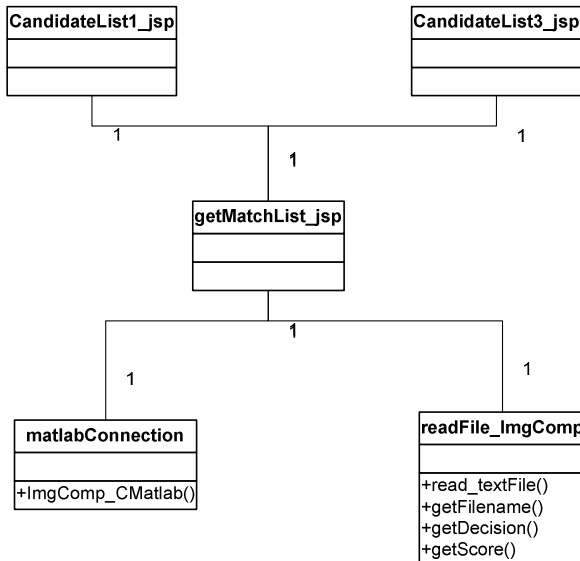 CandidateList1_jsp
CandidateList3_jsp
1
1
1
getMatchList_jsp
1
1
1
matlabConnection
+ImgComp_CMatlab()
readFile_ImgComp
+read_textFile()
+getFilename()
+getDecision()
+getScore()